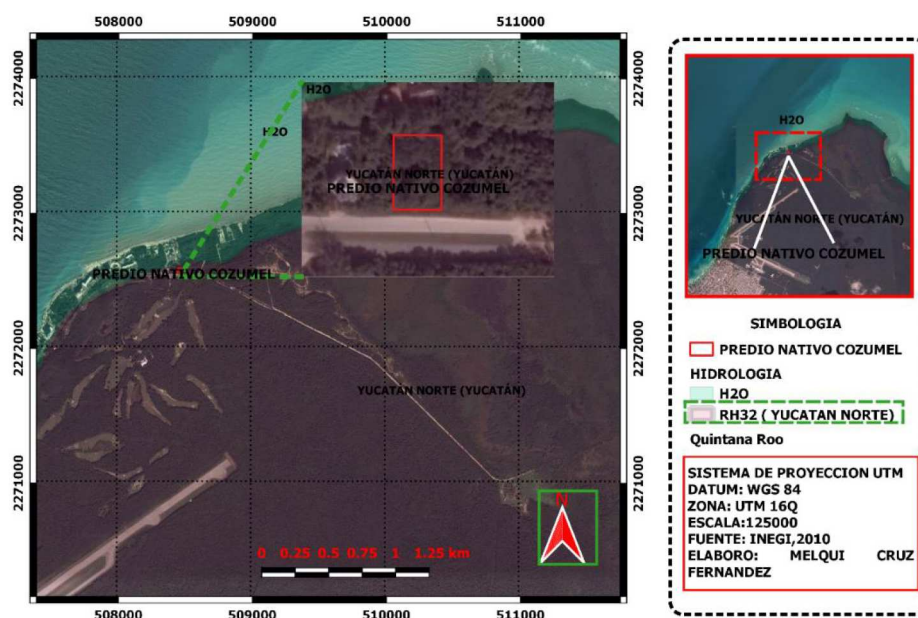 508000 509000 510000 511000
2274000 2274000
2273000 2273000
2272000 2272000
2271000 2271000
H2O
H2O
YUCATÁN NORTE (YUCATÁN)
PREDIO NATIVO COZUMEL
PREDIO NATIVO COZUMEL
YUCATÁN NORTE (YUCATÁN)
N
0 0.25 0.5 0.75 1 1.25 km
508000 509000 510000 511000
H2O
YUCATÁN NORTE (YUCATÁN)
PREDIO NATIVO COZUMEL
SIMBOLOGIA
PREDIO NATIVO COZUMEL
HIDROLOGIA
H2O
RH32 ( YUCATAN NORTE)
Quintana Roo
SISTEMA DE PROYECCION UTM
DATUM: WGS 84
ZONA: UTM 16Q
ESCALA:125000
FUENTE: INEGI,2010
ELABORO: MELQUI CRUZ
FERNANDEZ